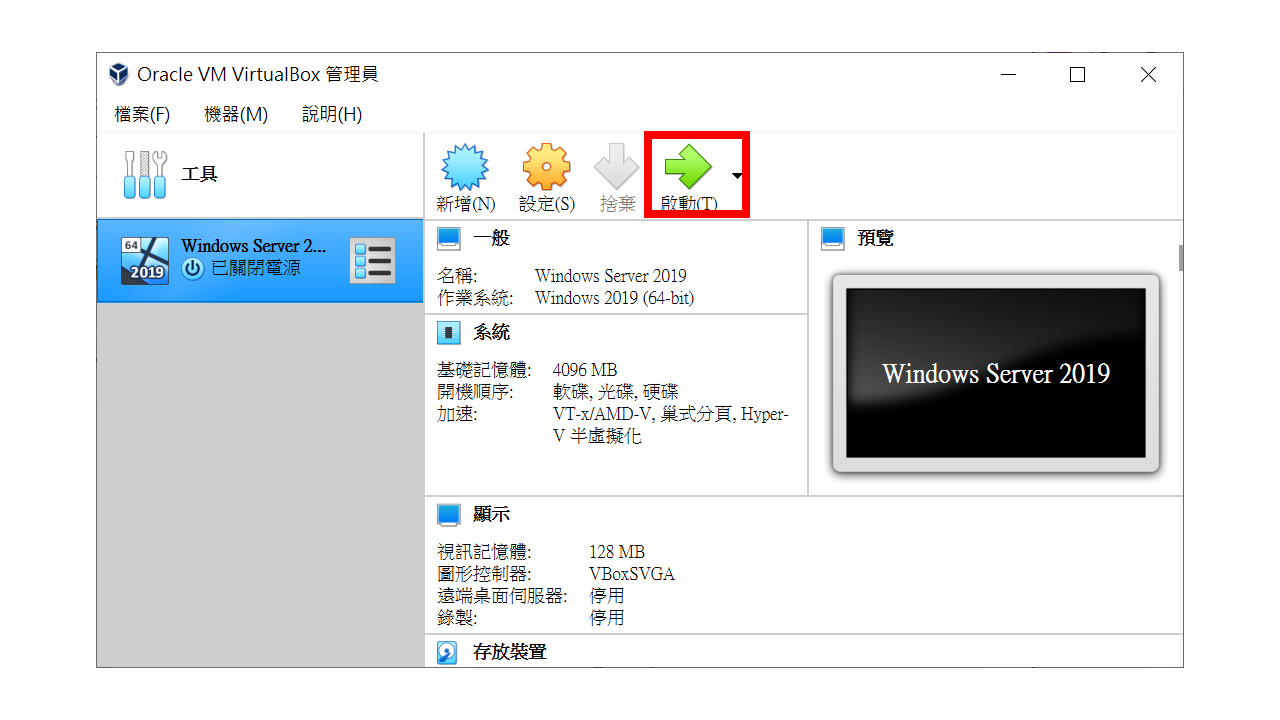 Oracle VM VirtualBox 管理員
檔案(F) 機器(M) 說明(H)
工具
新增(N) 設定(S) 捨棄 啟動(T)
64
2019
Windows Server 2...
已關閉電源
一般
名稱: Windows Server 2019
作業系統: Windows 2019 (64-bit)
系統
基礎記憶體: 4096 MB
開機順序: 軟碟, 光碟, 硬碟
加速: VT-x/AMD-V, 巢式分頁, Hyper-
V 半虛擬化
預覽
Windows Server 2019
顯示
視訊記憶體: 128 MB
圖形控制器: VBoxSVGA
遠端桌面伺服器: 停用
錄製: 停用
存放裝置